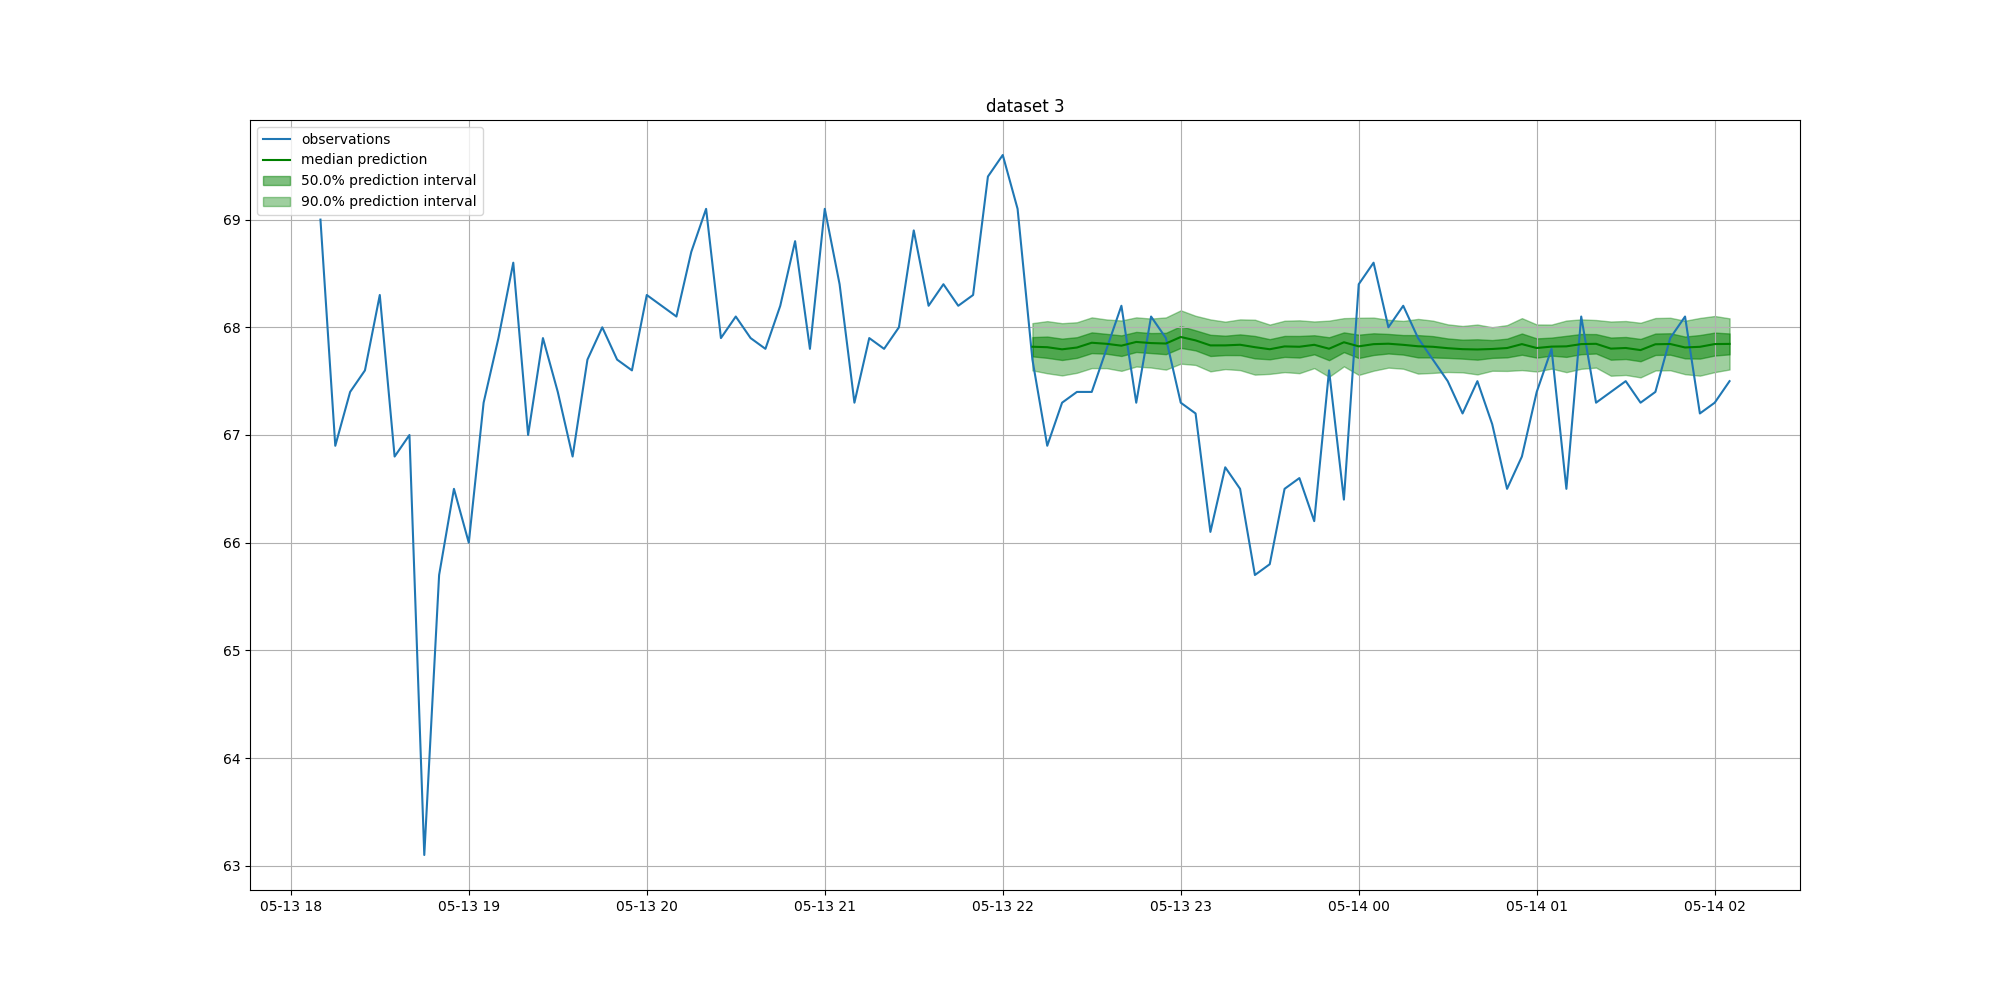 dataset 3
observations
median prediction
50.0% prediction interval
90.0% prediction interval
69
68
67
66
65
64
63
05-13 18 05-13 19 05-13 20 05-13 21 05-13 22 05-13 23 05-14 00 05-14 01 05-14 02